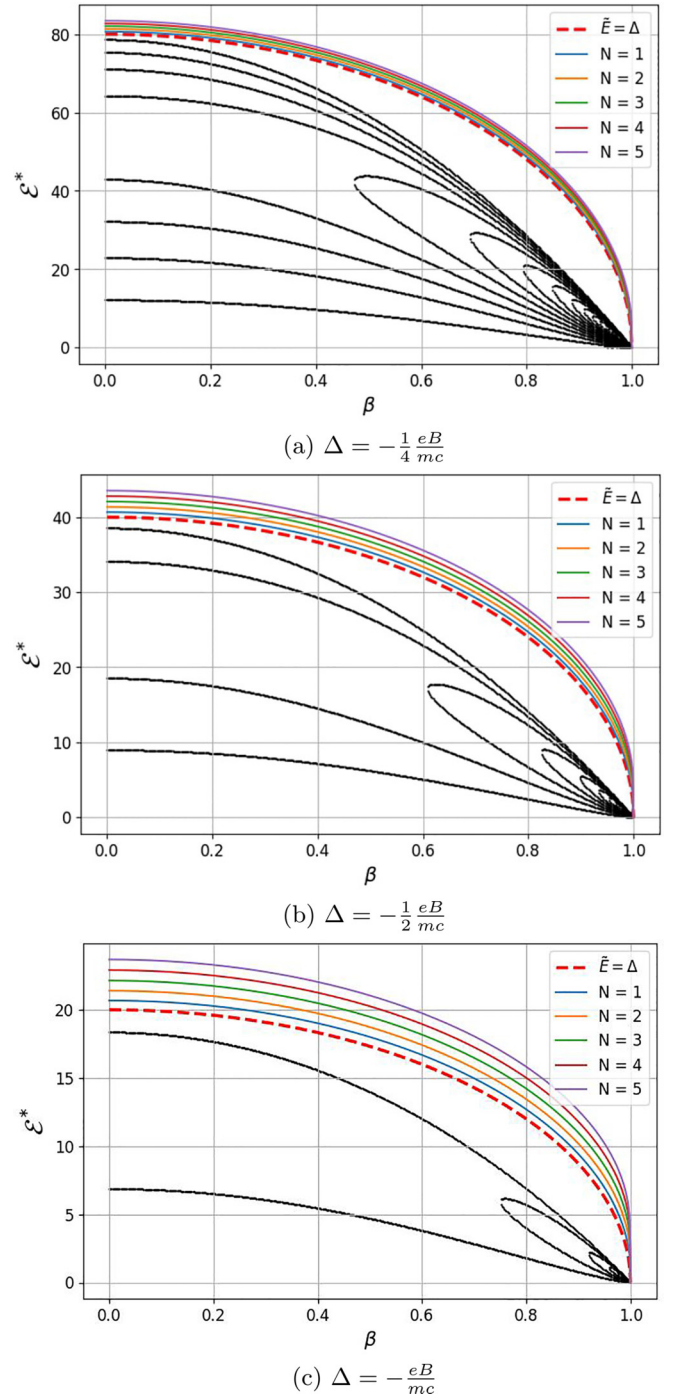 80
60
40
20
0
ℰ*
Ẽ = Δ
N = 1
N = 2
N = 3
N = 4
N = 5
0.0 0.2 0.4 0.6 0.8 1.0
β
(a) Δ = −1/4 eB/mc
40
30
20
10
0
ℰ*
Ẽ = Δ
N = 1
N = 2
N = 3
N = 4
N = 5
0.0 0.2 0.4 0.6 0.8 1.0
β
(b) Δ = −1/2 eB/mc
20
15
10
5
0
ℰ*
Ẽ = Δ
N = 1
N = 2
N = 3
N = 4
N = 5
0.0 0.2 0.4 0.6 0.8 1.0
β
(c) Δ = −eB/mc